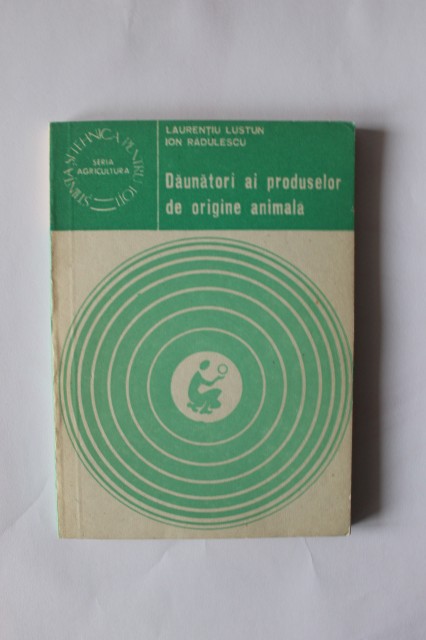 LAURENȚIU LUSTUN
ION RĂDULESCU
ȘTIINȚA ȘI TEHNICA PENTRU TOȚI
SERIA
AGRICULTURA
Dăunători ai produselor
de origine animală